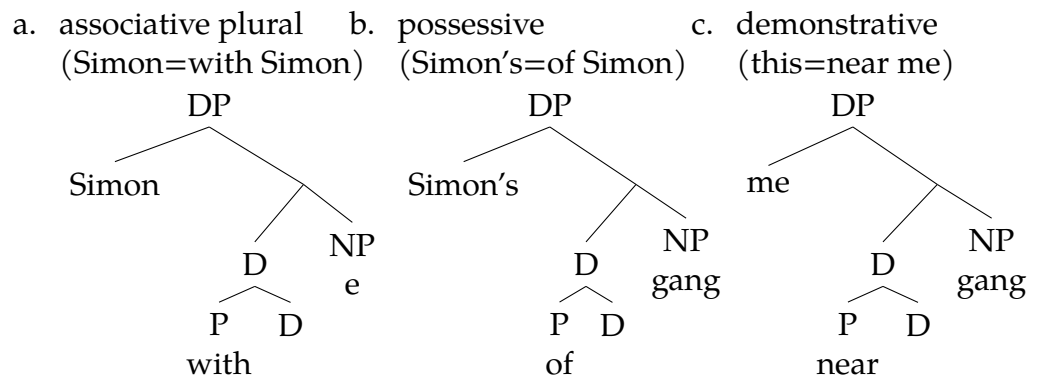 a. associative plural b. possessive c. demonstrative
(Simon=with Simon) (Simon's=of Simon) (this=near me)
DP DP DP
Simon Simon's me
D NP D NP D NP
e gang gang
P D P D P D
with of near